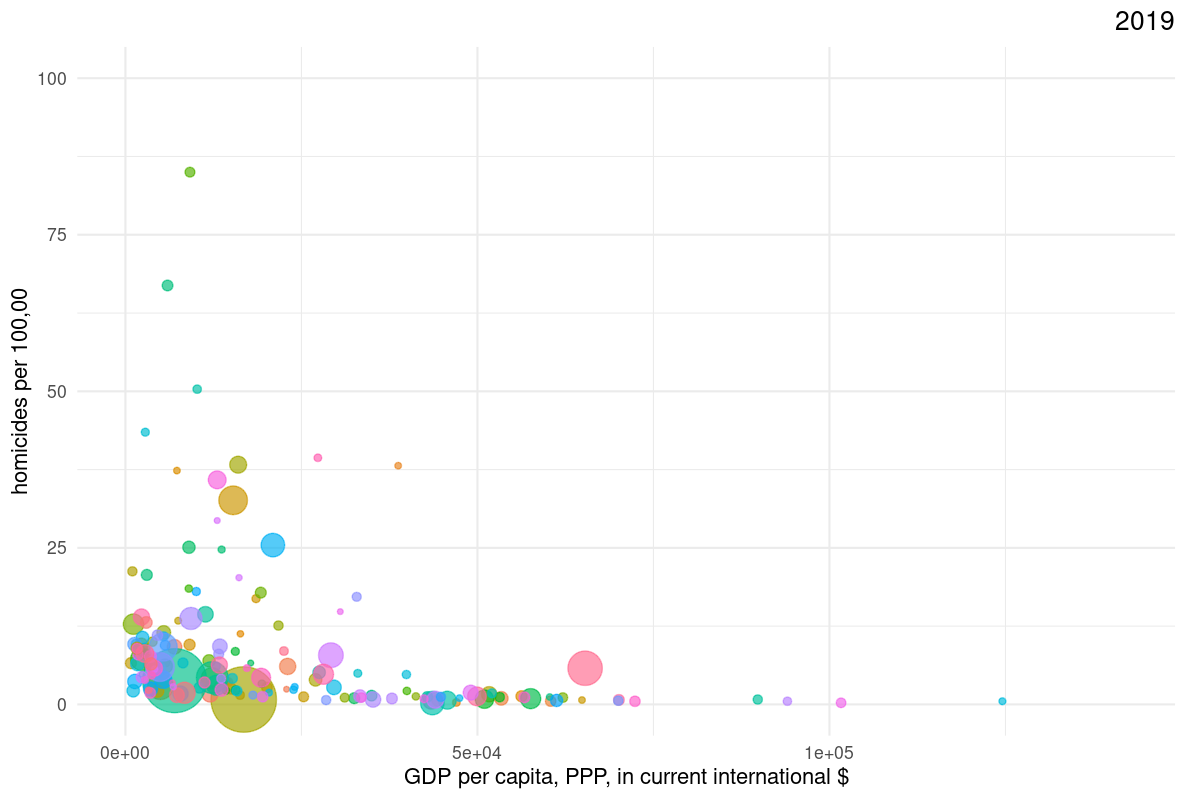 2019
100
75
50
25
0
homicides per 100,00
0e+00 5e+04 1e+05
GDP per capita, PPP, in current international $